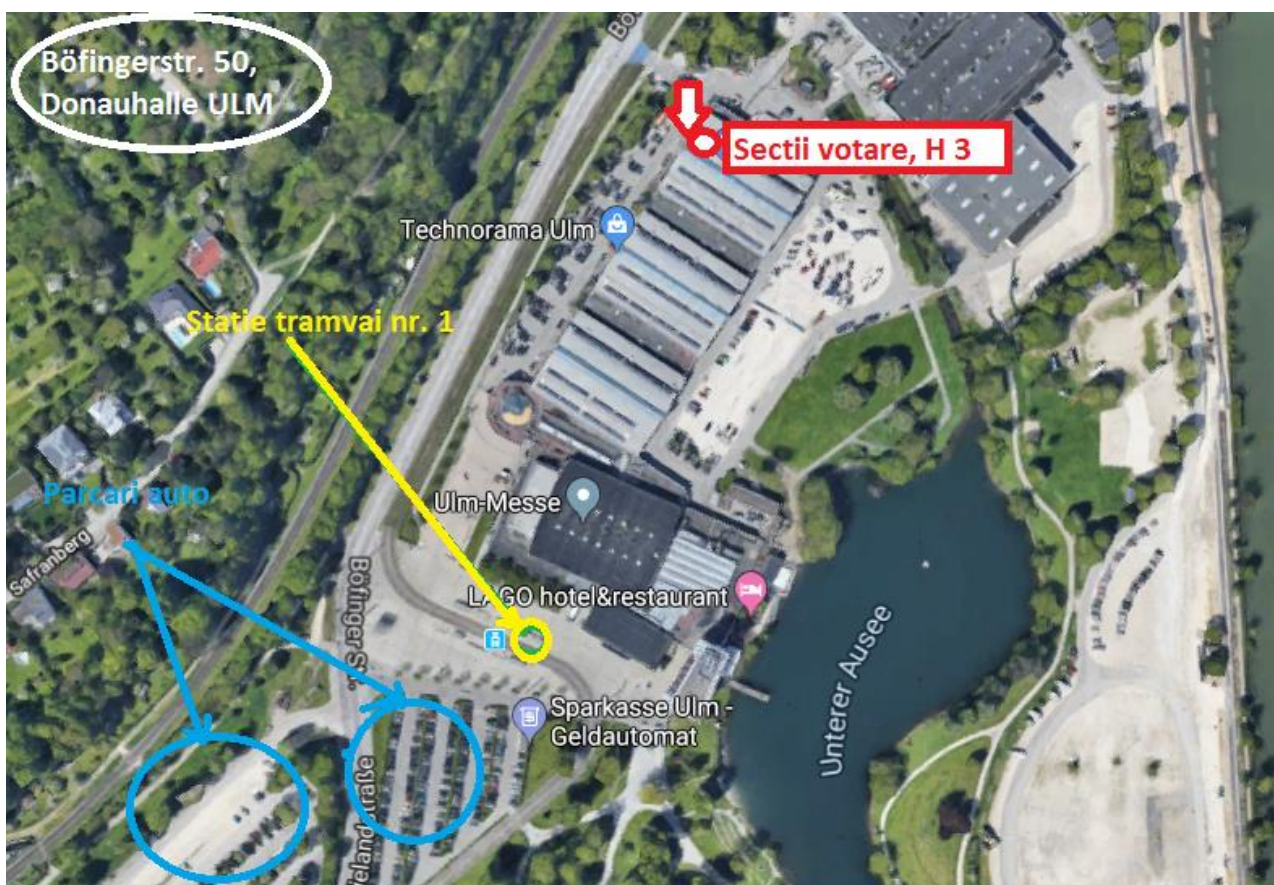 Böfingerstr. 50,
Donauhalle ULM
Sectii votare, H 3
Technorama Ulm
Statie tramvai nr. 1
Parcari auto
Ulm-Messe
Safranberg
LAGO hotel&restaurant
Böfinger St.
Sparkasse Ulm -
Geldautomat
Unterer Ausee